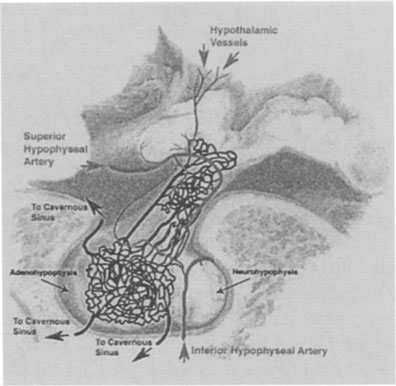 Hypothalamic
Vessels
Superior
Hypophyseal
Artery
To Cavernous
Sinus
Adenohypophysis
Neurohypophysis
To Cavernous
Sinus
To Cavernous
Sinus
Inferior Hypophyseal Artery